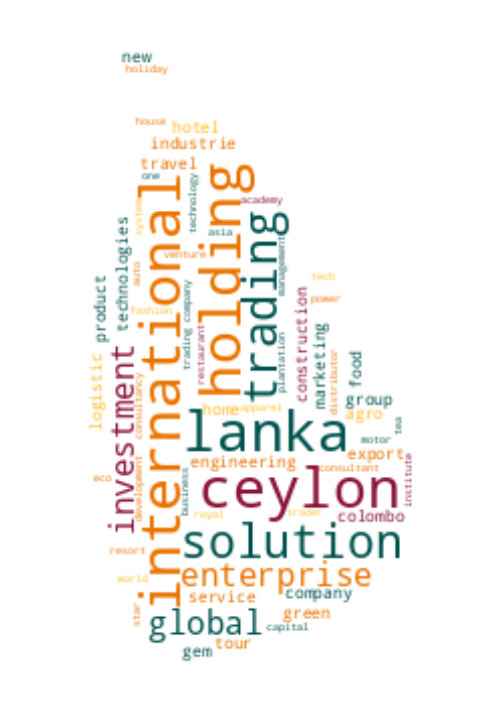 new
holiday
house
hotel
industrie
travel
one
technology
holding
academy
international
trading
system
asia
technologies
venture
management
auto
product
tech
company
power
construction
fashion
trading
restaurant
marketing
plantation
investment
logistic
consultancy
distributor
food
group
home
apparel
agro
lanka
tea
motor
export
engineering
consultant
institute
eco
business
ceylon
development
royal
trader
colombo
solution
resort
world
enterprise
star
service
company
green
global
capital
tour
gem